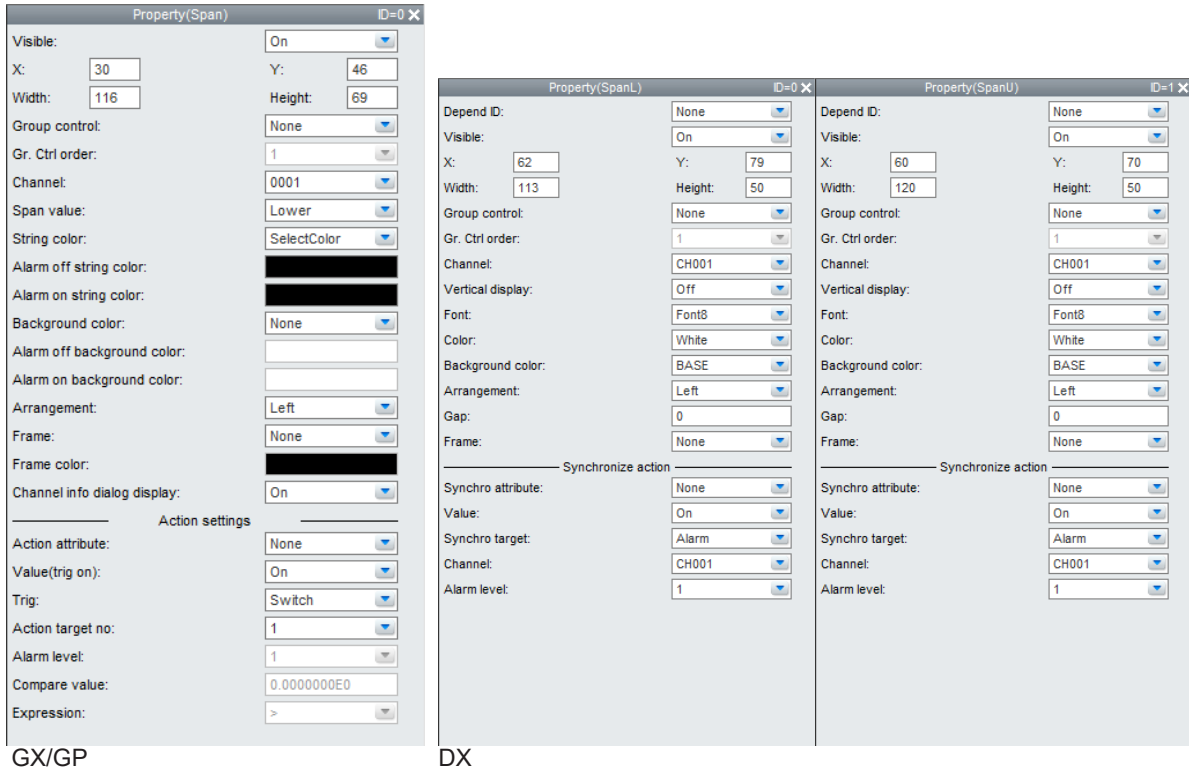 Property(Span) ID=0 X
Visible: On
X: 30 Y: 46
Width: 116 Height: 69
Group control: None
Gr. Ctrl order: 1
Channel: 0001
Span value: Lower
String color: SelectColor
Alarm off string color:
Alarm on string color:
Background color: None
Alarm off background color:
Alarm on background color:
Arrangement: Left
Frame: None
Frame color:
Channel info dialog display: On
Action settings
Action attribute: None
Value(trig on): On
Trig: Switch
Action target no: 1
Alarm level: 1
Compare value: 0.0000000E0
Expression: >
GX/GP
Property(SpanL) ID=0 X
Depend ID: None
Visible: On
X: 62 Y: 79
Width: 113 Height: 50
Group control: None
Gr. Ctrl order: 1
Channel: CH001
Vertical display: Off
Font: Font8
Color: White
Background color: BASE
Arrangement: Left
Gap: 0
Frame: None
Synchronize action
Synchro attribute: None
Value: On
Synchro target: Alarm
Channel: CH001
Alarm level: 1
Property(SpanU) ID=1 X
Depend ID: None
Visible: On
X: 60 Y: 70
Width: 120 Height: 50
Group control: None
Gr. Ctrl order: 1
Channel: CH001
Vertical display: Off
Font: Font8
Color: White
Background color: BASE
Arrangement: Left
Gap: 0
Frame: None
Synchronize action
Synchro attribute: None
Value: On
Synchro target: Alarm
Channel: CH001
Alarm level: 1
DX